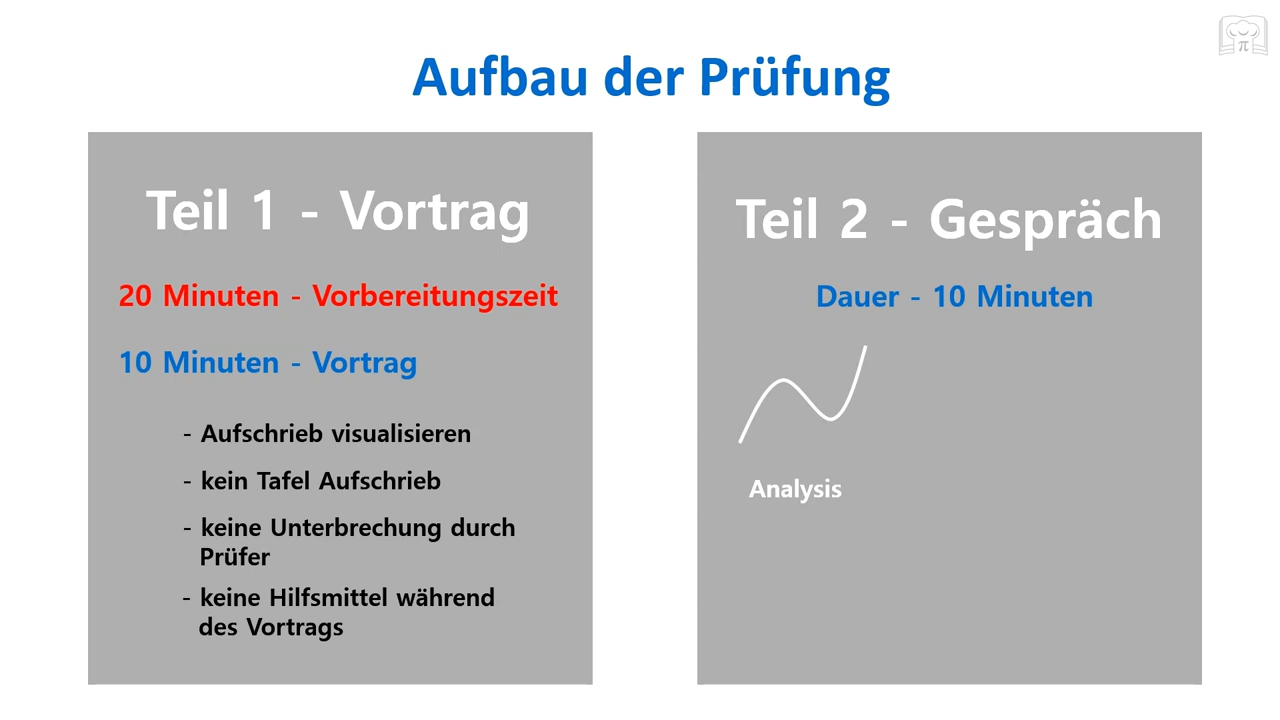 Aufbau der Prüfung
Teil 1 - Vortrag
20 Minuten - Vorbereitungszeit
10 Minuten - Vortrag
- Aufschrieb visualisieren
- kein Tafel Aufschrieb
- keine Unterbrechung durch
Prüfer
- keine Hilfsmittel während
des Vortrags
Teil 2 - Gespräch
Dauer - 10 Minuten
Analysis
π